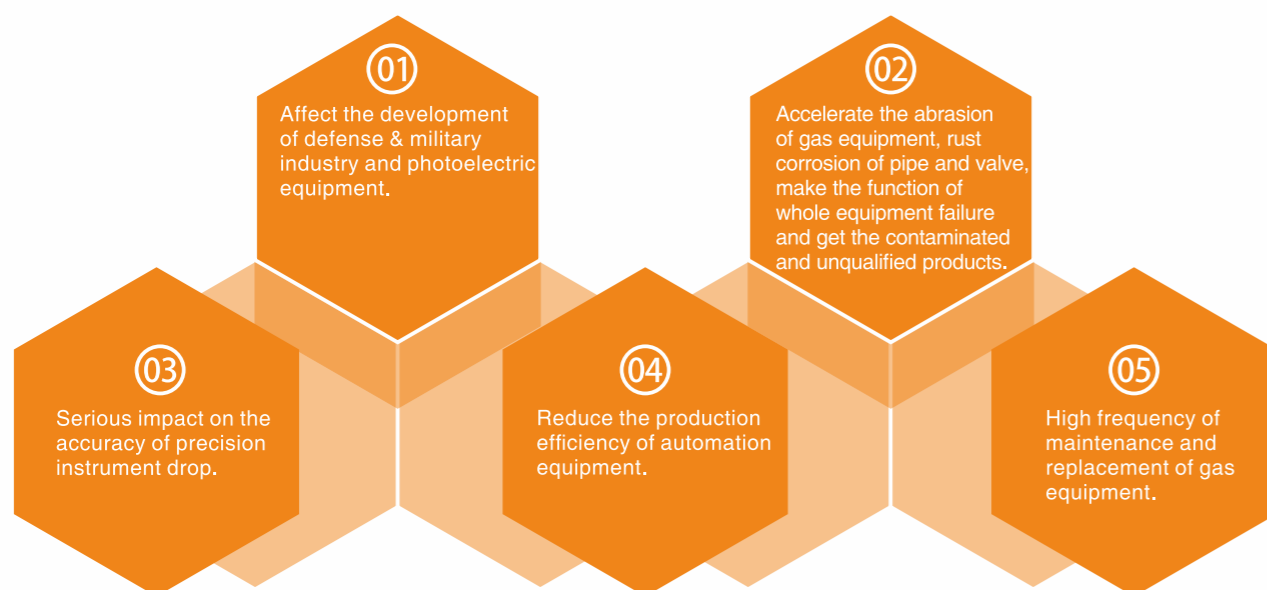 01
Affect the development
of defense & military
industry and photoelectric
equipment.
02
Accelerate the abrasion
of gas equipment, rust
corrosion of pipe and valve,
make the function of
whole equipment failure
and get the contaminated
and unqualified products.
03
Serious impact on the
accuracy of precision
instrument drop.
04
Reduce the production
efficiency of automation
equipment.
05
High frequency of
maintenance and
replacement of gas
equipment.